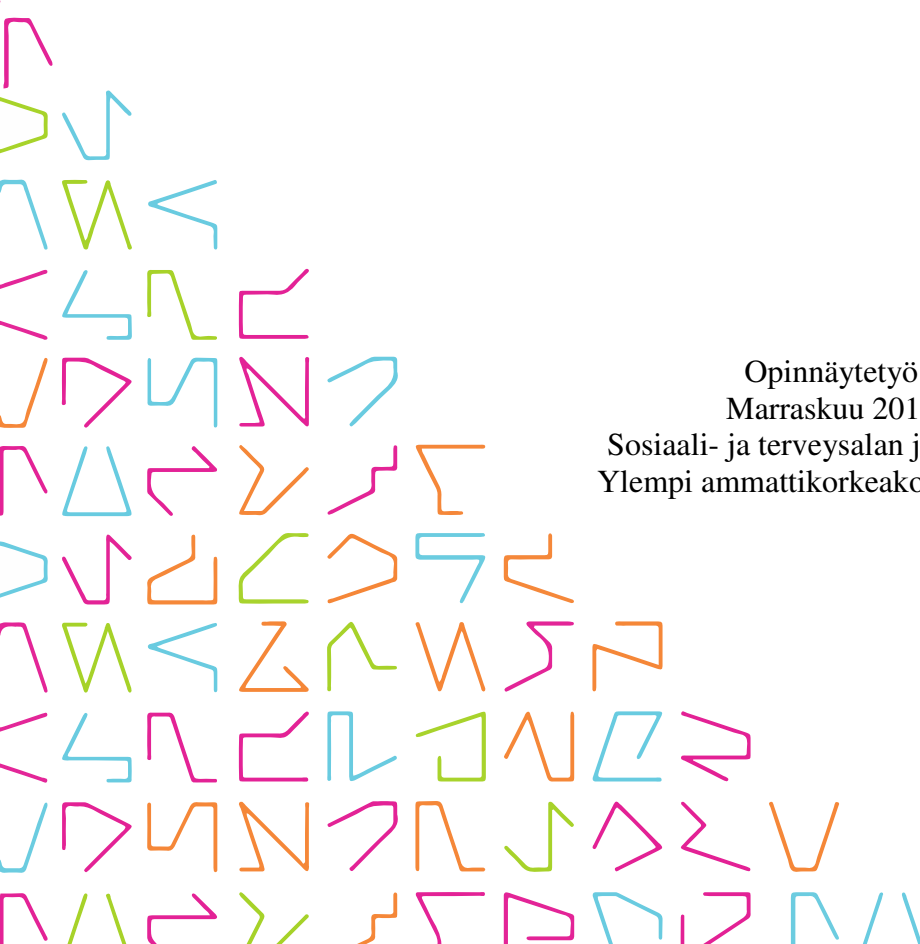 Opinnäytetyö
Marraskuu 201
Sosiaali- ja terveysalan j
Ylempi ammattikorkeako